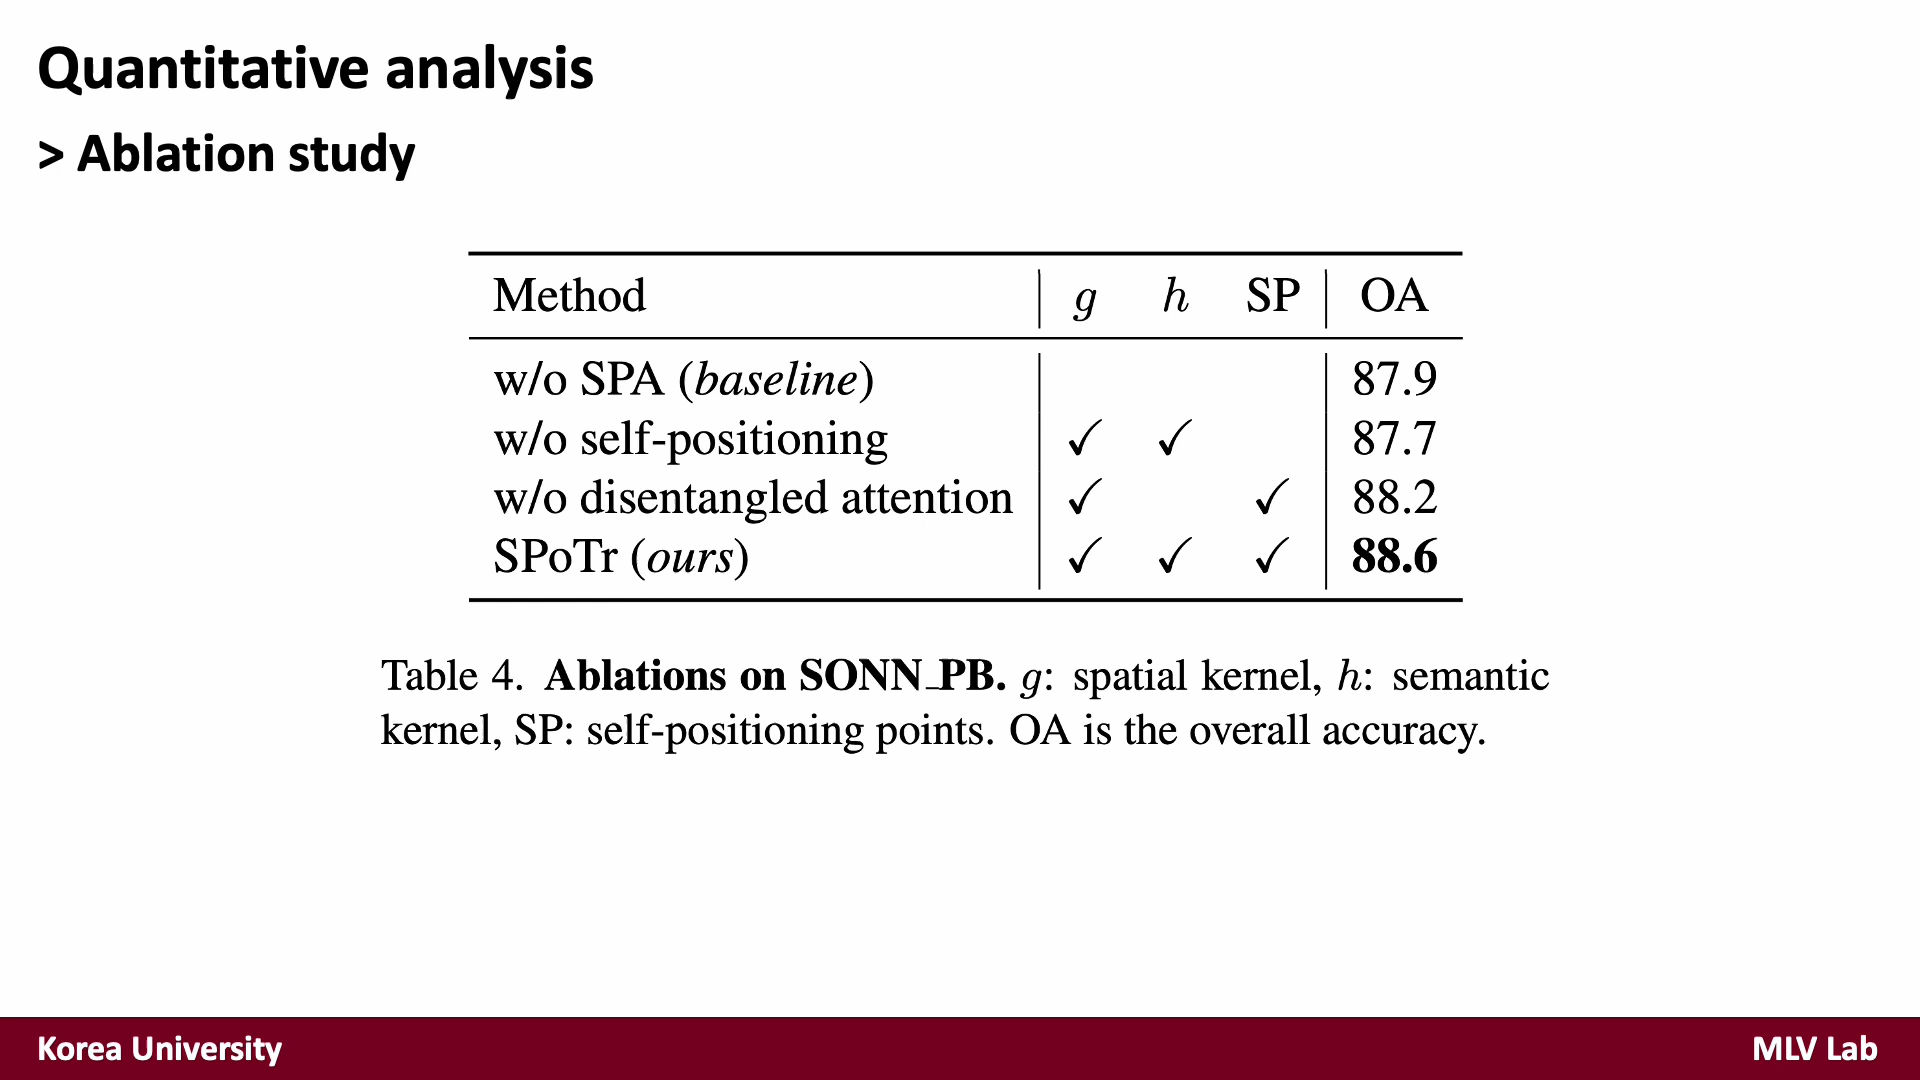 Quantitative analysis
> Ablation study
Method g h SP OA
w/o SPA (baseline) 87.9
w/o self-positioning ✓ ✓ 87.7
w/o disentangled attention ✓ ✓ 88.2
SPoTr (ours) ✓ ✓ ✓ 88.6
Table 4. Ablations on SONN_PB. g: spatial kernel, h: semantic
kernel, SP: self-positioning points. OA is the overall accuracy.
Korea University
MLV Lab